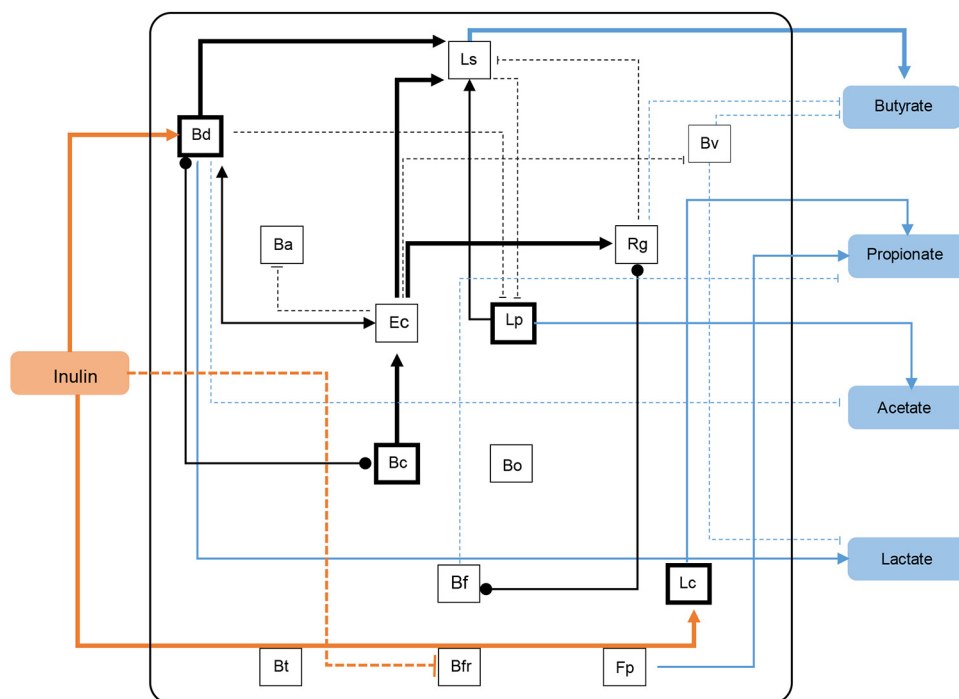 Ls
Butyrate
Bd
Bv
Ba
Rg
Propionate
Ec
Lp
Inulin
Acetate
Bc
Bo
Lactate
Bf
Lc
Bt
Bfr
Fp